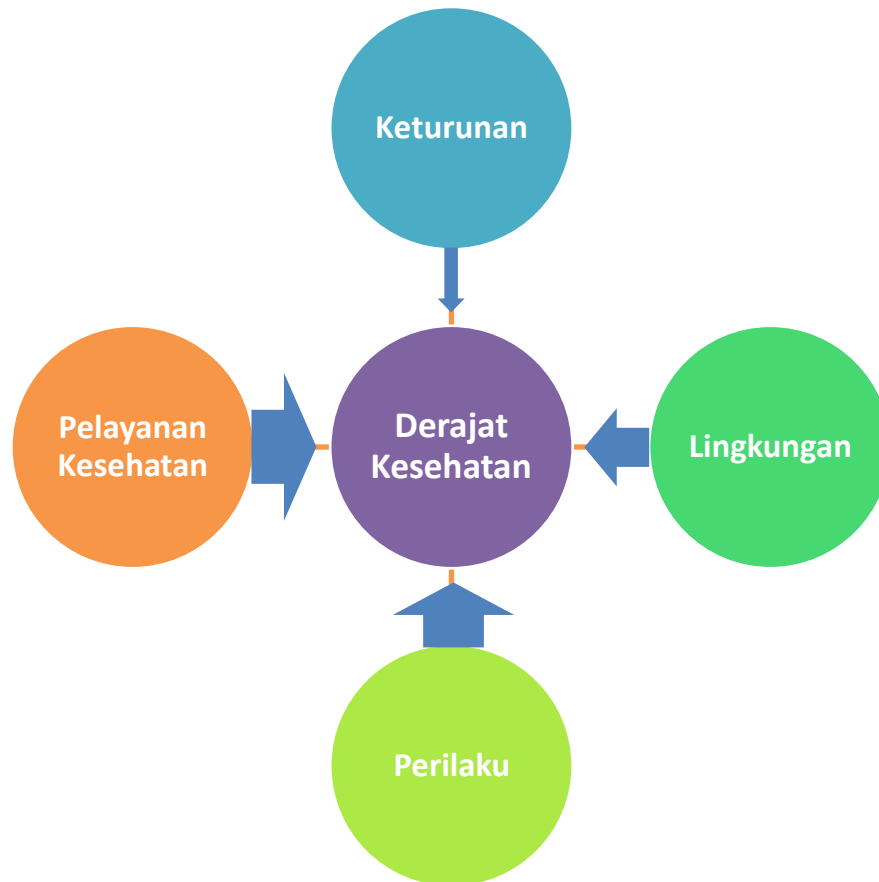 Keturunan
Pelayanan
Kesehatan
Derajat
Kesehatan
Lingkungan
Perilaku